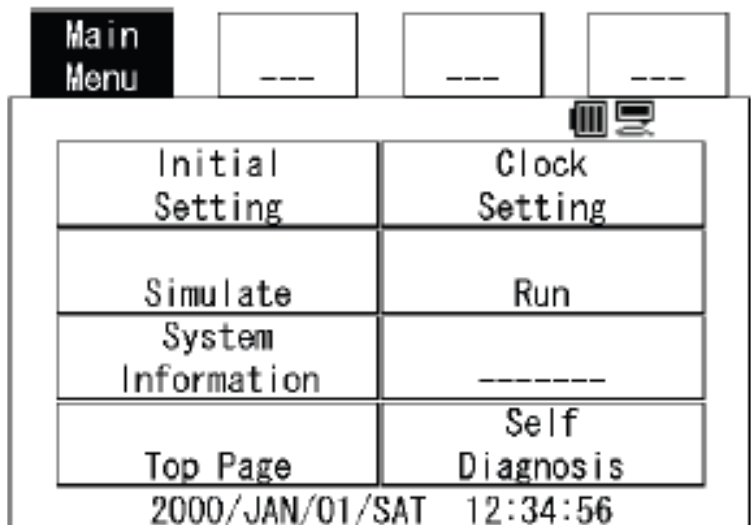 Main
Menu
---
---
---
Initial
Setting
Clock
Setting
Simulate
Run
System
Information
-------
Top Page
Self
Diagnosis
2000/JAN/01/SAT 12:34:56